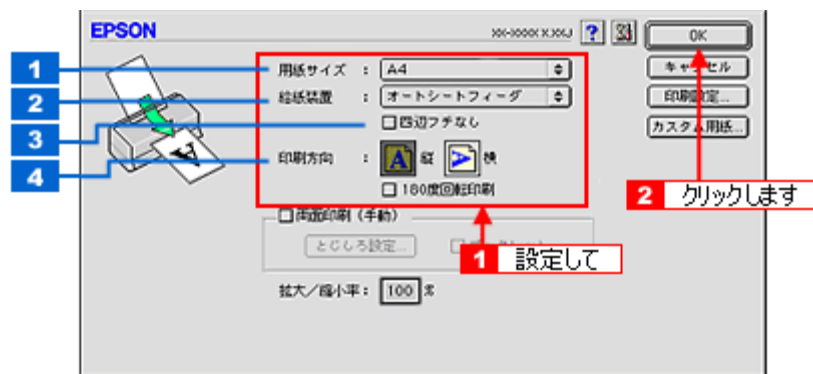 EPSON XX-XXXX X.XXJ ? OK
1 用紙サイズ : A4 キャンセル
2 給紙装置 : オートシートフィーダ 印刷設定...
3 四辺フチなし カスタム用紙...
4 印刷方向 : A 縦 A 横
180度回転印刷
2 クリックします
両面印刷(手動)
とじしろ設定...
1 設定して
拡大/縮小率: 100 %